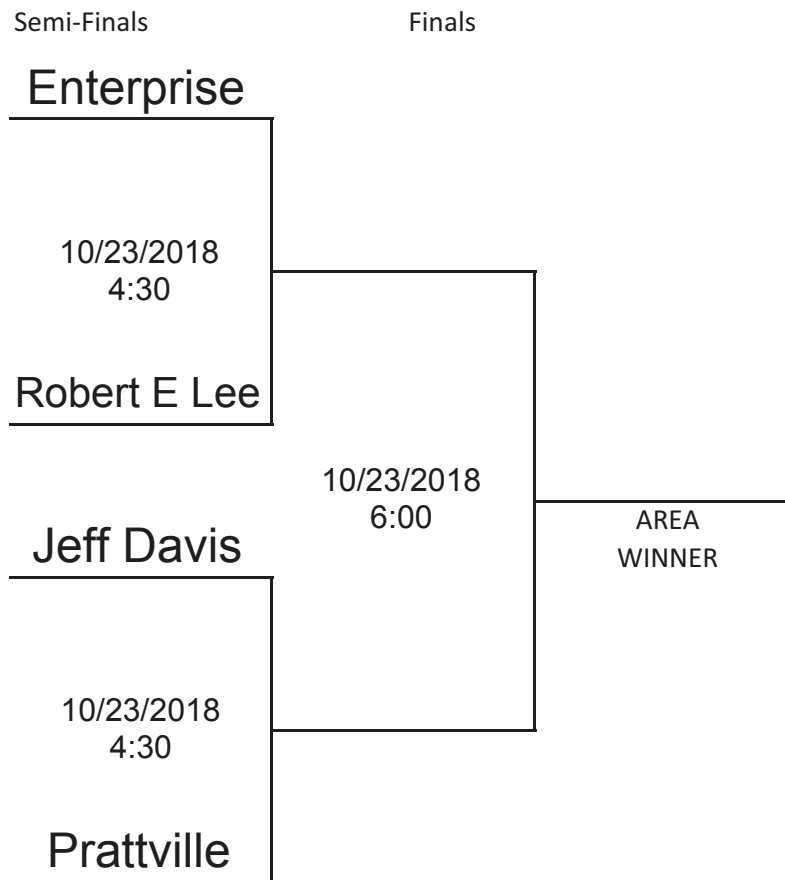 Semi-Finals
Finals
Enterprise
10/23/2018
4:30
Robert E Lee
10/23/2018
6:00
AREA
WINNER
Jeff Davis
10/23/2018
4:30
Prattville